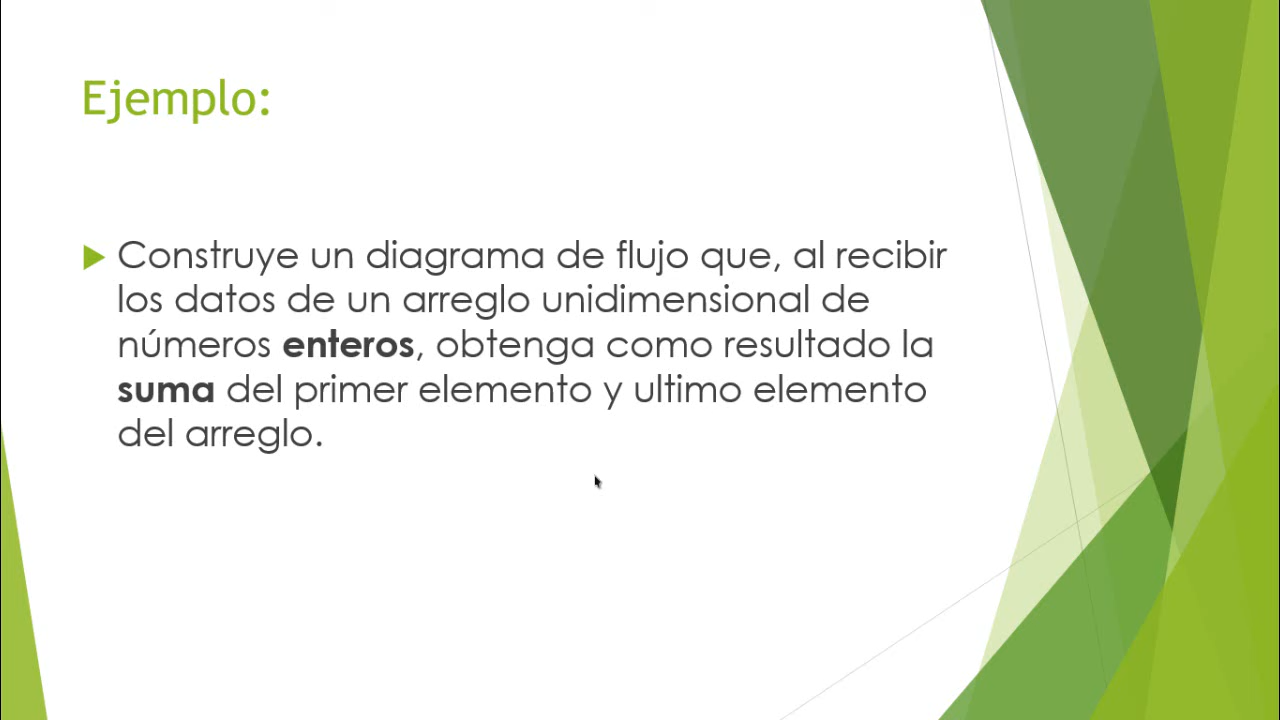 Ejemplo:
Construye un diagrama de flujo que, al recibir
los datos de un arreglo unidimensional de
números enteros, obtenga como resultado la
suma del primer elemento y ultimo elemento
del arreglo.